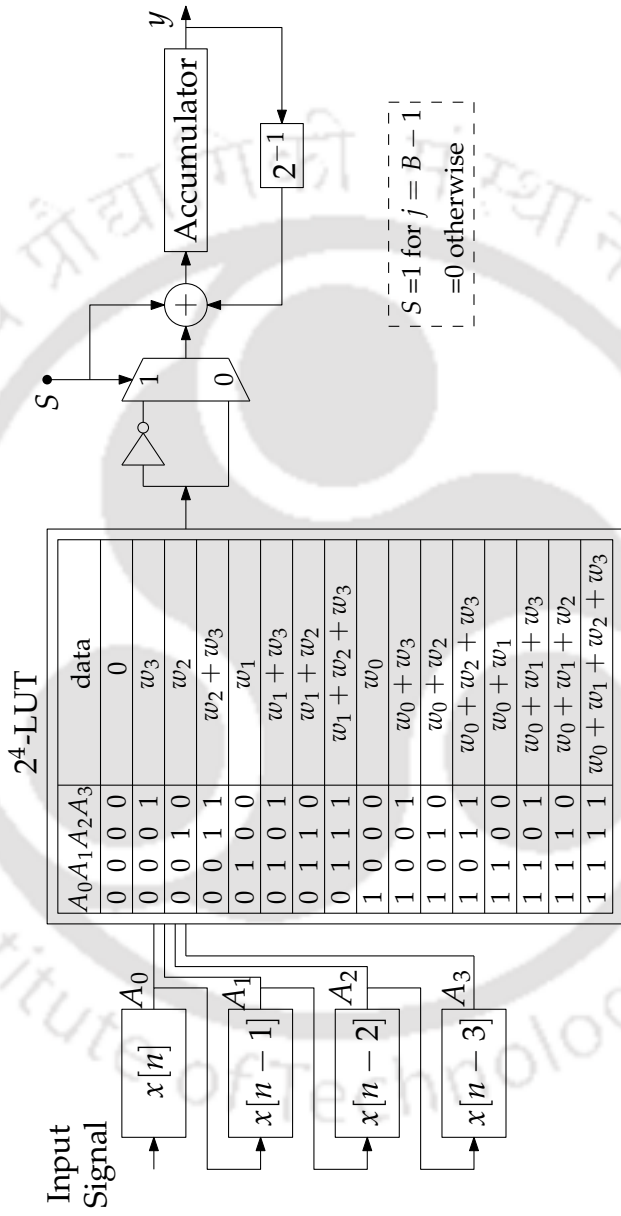 Input
Signal
x[n]
x[n − 1]
x[n − 2]
x[n − 3]
A₀
A₁
A₂
A₃
2⁴-LUT
A₀A₁A₂A₃ data
0 0 0 0 0
0 0 0 1 w₃
0 0 1 0 w₂
0 0 1 1 w₂ + w₃
0 1 0 0 w₁
0 1 0 1 w₁ + w₃
0 1 1 0 w₁ + w₂
0 1 1 1 w₁ + w₂ + w₃
1 0 0 0 w₀
1 0 0 1 w₀ + w₃
1 0 1 0 w₀ + w₂
1 0 1 1 w₀ + w₂ + w₃
1 1 0 0 w₀ + w₁
1 1 0 1 w₀ + w₁ + w₃
1 1 1 0 w₀ + w₁ + w₂
1 1 1 1 w₀ + w₁ + w₂ + w₃
S
1
0
+
Accumulator
y
2⁻¹
S =1 for j = B − 1
=0 otherwise
stitute of Technolo